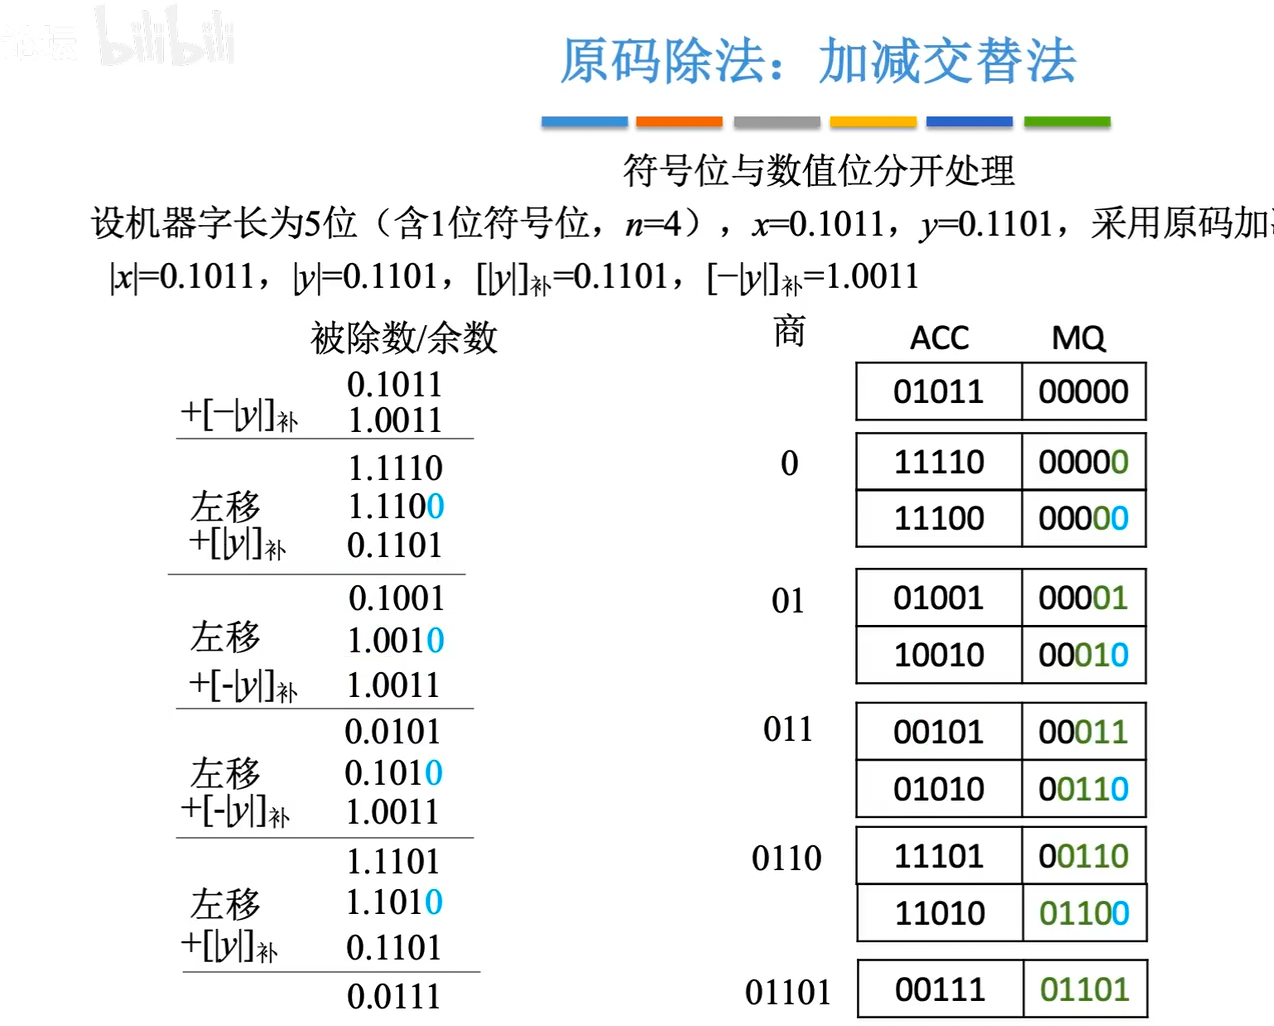 bilibili
原码除法：加减交替法
符号位与数值位分开处理
设机器字长为5位（含1位符号位，n=4），x=0.1011，y=0.1101，采用原码加
|x|=0.1011，|y|=0.1101，[|y|]补=0.1101，[−|y|]补=1.0011
被除数/余数 商 ACC MQ
0.1011 01011 00000
+[−|y|]补 1.0011
1.1110 0 11110 00000
左移 1.1100 11100 00000
+[|y|]补 0.1101
0.1001 01 01001 00001
左移 1.0010 10010 00010
+[-|y|]补 1.0011
0.0101 011 00101 00011
左移 0.1010 01010 00110
+[-|y|]补 1.0011
1.1101 0110 11101 00110
左移 1.1010 11010 01100
+[|y|]补 0.1101
0.0111 01101 00111 01101